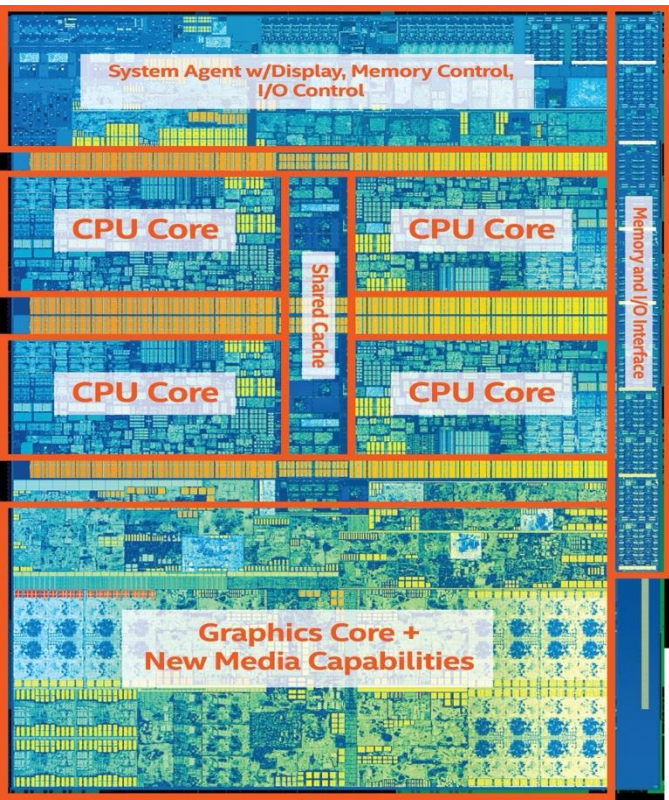 System Agent w/Display, Memory Control,
I/O Control
CPU Core
CPU Core
Shared Cache
Memory and I/O Interface
CPU Core
CPU Core
Graphics Core +
New Media Capabilities